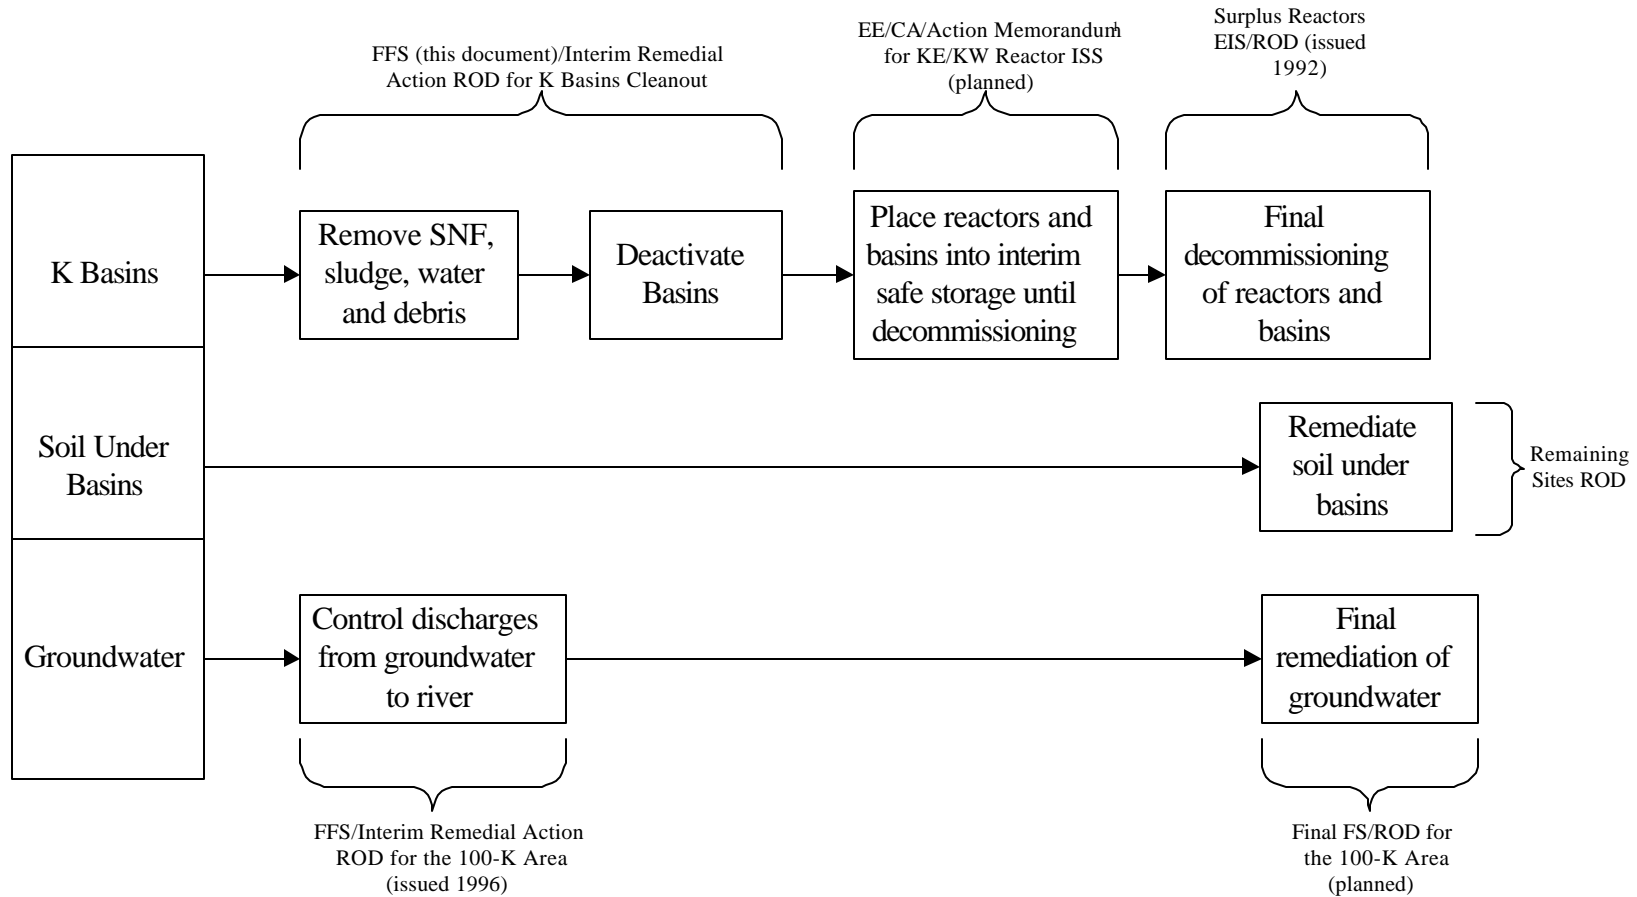 FFS (this document)/Interim Remedial
Action ROD for K Basins Cleanout
EE/CA/Action Memorandum¹
for KE/KW Reactor ISS
(planned)
Surplus Reactors
EIS/ROD (issued
1992)
K Basins
Remove SNF,
sludge, water
and debris
Deactivate
Basins
Place reactors and
basins into interim
safe storage until
decommissioning
Final
decommissioning
of reactors and
basins
Soil Under
Basins
Remediate
soil under
basins
Remaining
Sites ROD
Groundwater
Control discharges
from groundwater
to river
Final
remediation of
groundwater
FFS/Interim Remedial Action
ROD for the 100-K Area
(issued 1996)
Final FS/ROD for
the 100-K Area
(planned)